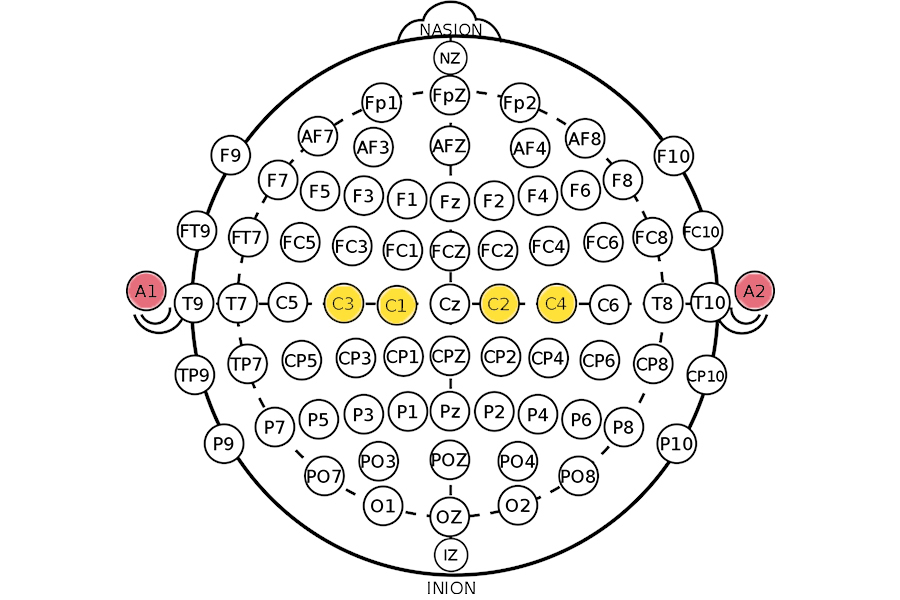 NASION
NZ
Fp1 FpZ Fp2
AF7 AF3 AFZ AF4 AF8
F9 F10
F7 F5 F3 F1 Fz F2 F4 F6 F8
FT9 FT7 FC5 FC3 FC1 FCZ FC2 FC4 FC6 FC8 FC10
A1 T9 T7 C5 C3 C1 Cz C2 C4 C6 T8 T10 A2
TP9 TP7 CP5 CP3 CP1 CPZ CP2 CP4 CP6 CP8 CP10
P9 P7 P5 P3 P1 Pz P2 P4 P6 P8 P10
PO7 PO3 POZ PO4 PO8
O1 OZ O2
IZ
INION